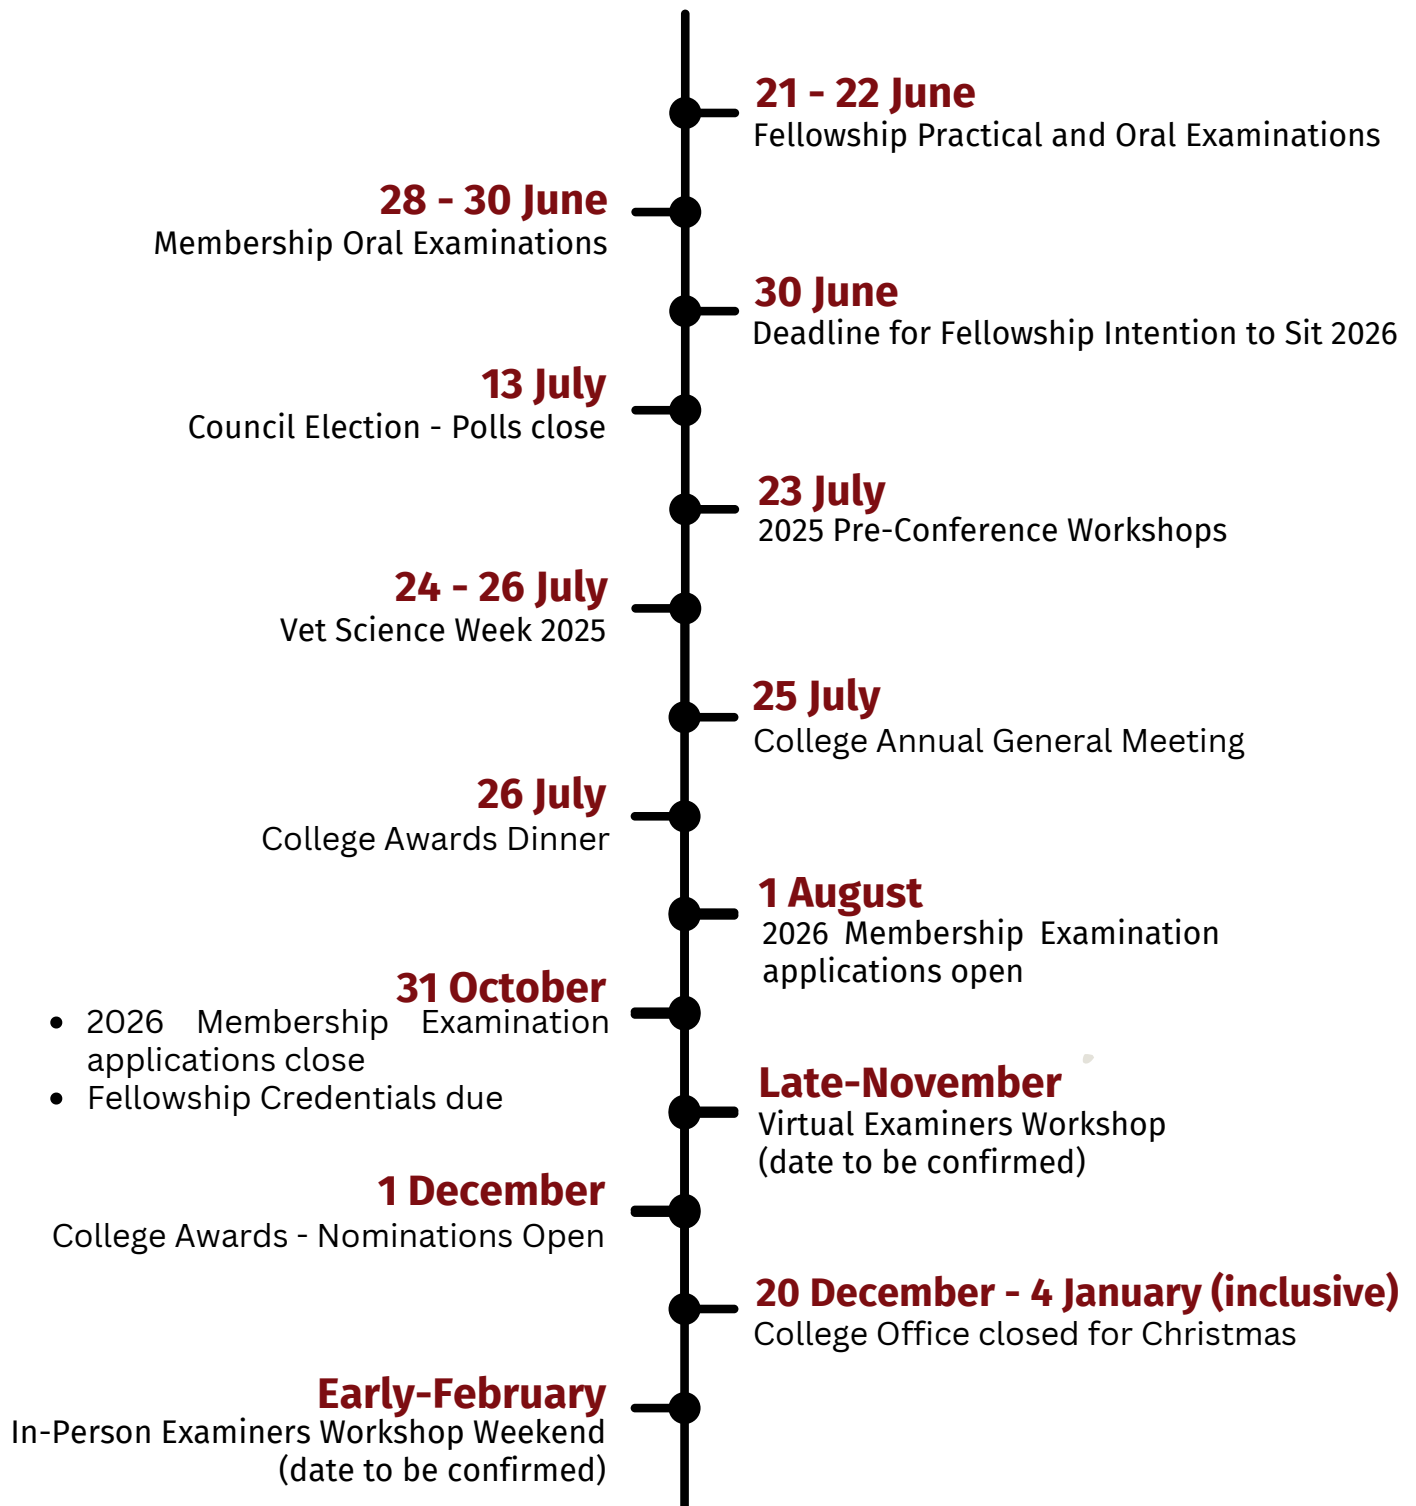 21 - 22 June
Fellowship Practical and Oral Examinations
28 - 30 June
Membership Oral Examinations
30 June
Deadline for Fellowship Intention to Sit 2026
13 July
Council Election - Polls close
23 July
2025 Pre-Conference Workshops
24 - 26 July
Vet Science Week 2025
25 July
College Annual General Meeting
26 July
College Awards Dinner
1 August
2026 Membership Examination
applications open
31 October
• 2026 Membership Examination
applications close
• Fellowship Credentials due
Late-November
Virtual Examiners Workshop
(date to be confirmed)
1 December
College Awards - Nominations Open
20 December - 4 January (inclusive)
College Office closed for Christmas
Early-February
In-Person Examiners Workshop Weekend
(date to be confirmed)